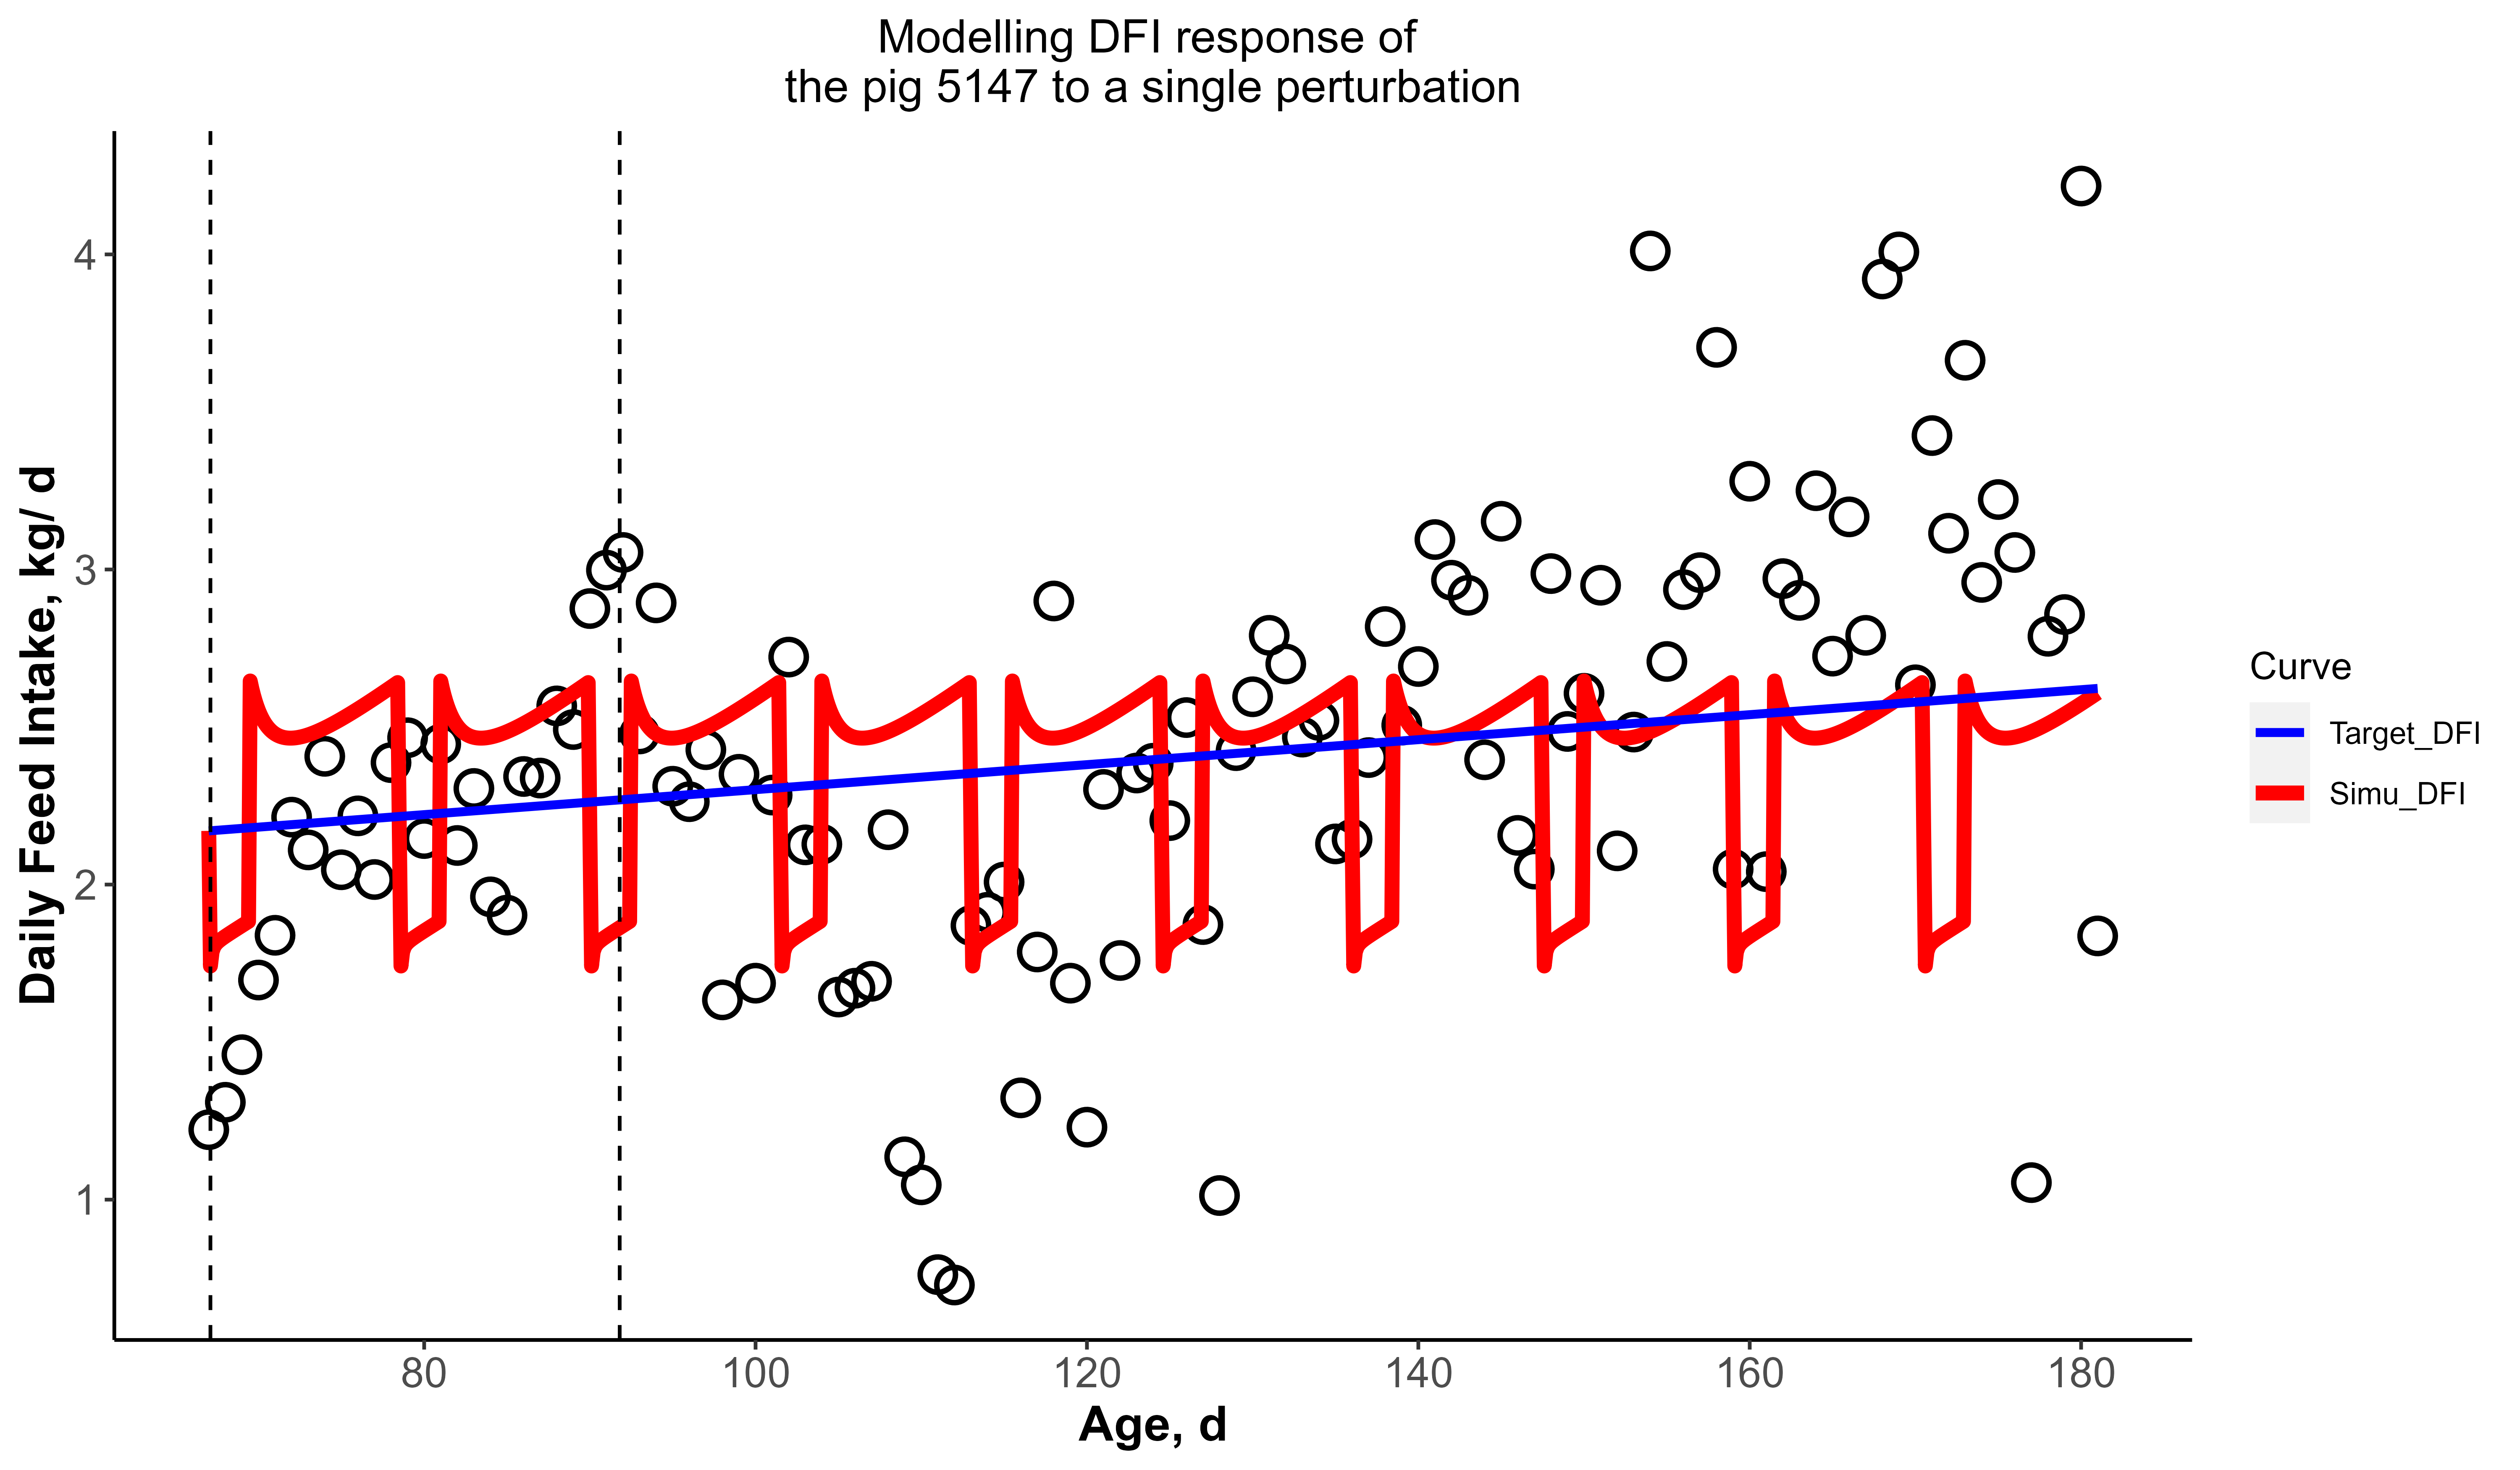 Modelling DFI response of
the pig 5147 to a single perturbation
Daily Feed Intake, kg/ d
4
3
2
1
80
100
120
140
160
180
Age, d
Curve
Target_DFI
Simu_DFI